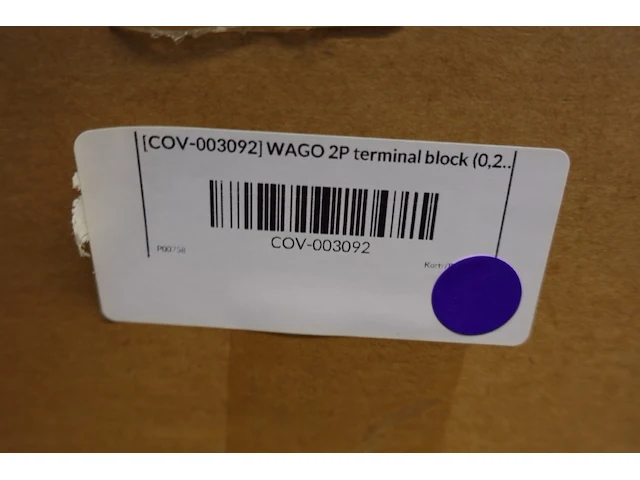 [COV-003092] WAGO 2P terminal block (0,2..
COV-003092
P00758